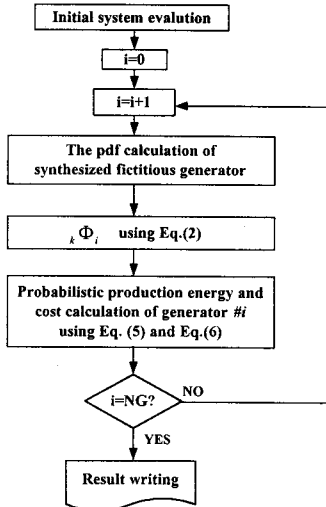 Initial system evalution
i=0
i=i+1
The pdf calculation of
synthesized fictitious generator
kΦi using Eq.(2)
Probabilistic production energy and
cost calculation of generator #i
using Eq. (5) and Eq.(6)
i=NG?
NO
YES
Result writing